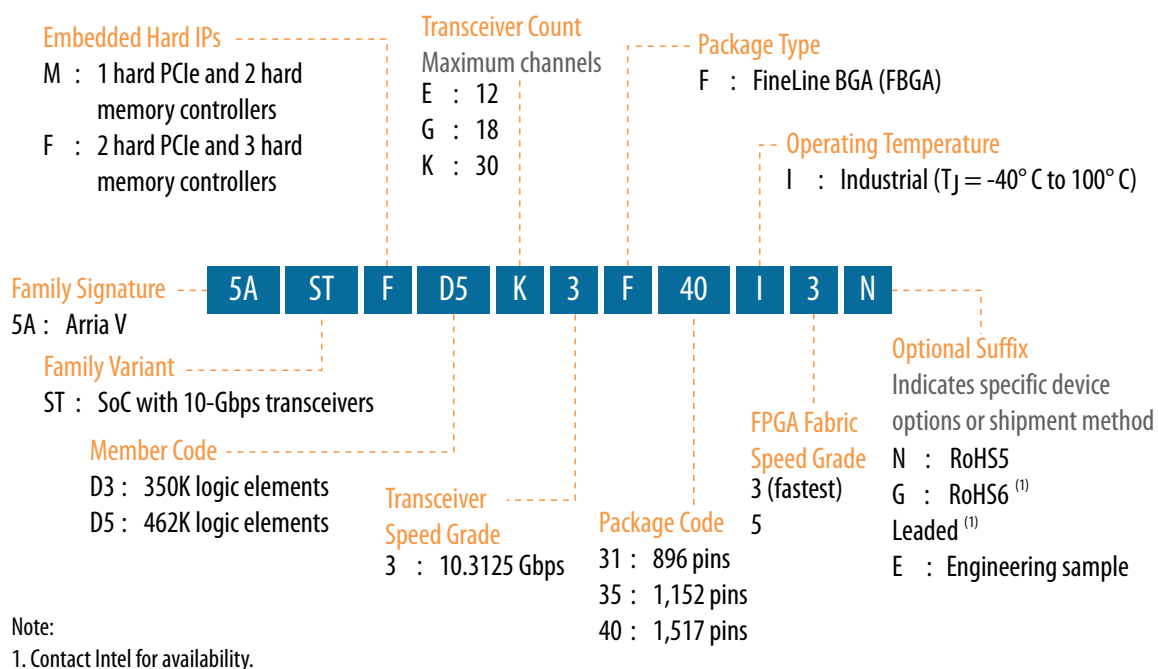 Embedded Hard IPs
M : 1 hard PCIe and 2 hard
memory controllers
F : 2 hard PCIe and 3 hard
memory controllers
Transceiver Count
Maximum channels
E : 12
G : 18
K : 30
Package Type
F : FineLine BGA (FBGA)
Operating Temperature
I : Industrial (TJ = -40° C to 100° C)
Family Signature
5A : Arria V
5A ST F D5 K 3 F 40 I 3 N
Family Variant
ST : SoC with 10-Gbps transceivers
Member Code
D3 : 350K logic elements
D5 : 462K logic elements
Transceiver
Speed Grade
3 : 10.3125 Gbps
Package Code
31 : 896 pins
35 : 1,152 pins
40 : 1,517 pins
FPGA Fabric
Speed Grade
3 (fastest)
5
Optional Suffix
Indicates specific device
options or shipment method
N : RoHS5
G : RoHS6 (1)
Leaded (1)
E : Engineering sample
Note:
1. Contact Intel for availability.